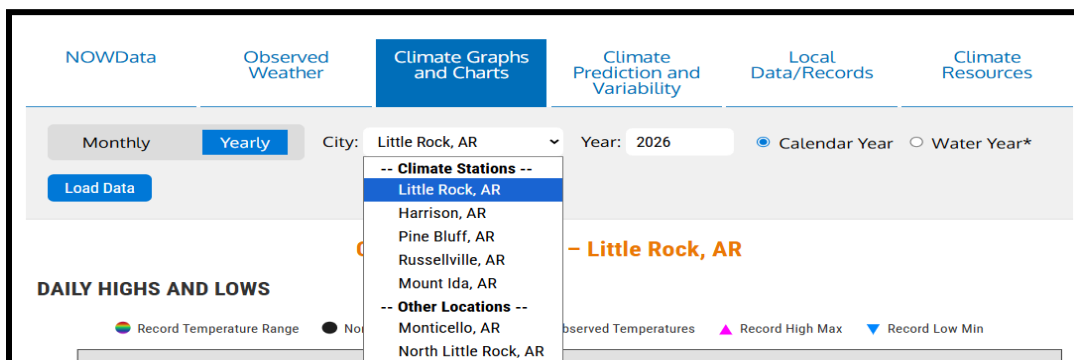 NOWData
Observed
Weather
Climate Graphs
and Charts
Climate
Prediction and
Variability
Local
Data/Records
Climate
Resources
Monthly
Yearly
City:
Little Rock, AR
Year:
2026
Calendar Year
Water Year*
Load Data
-- Climate Stations --
Little Rock, AR
Harrison, AR
Pine Bluff, AR
Russellville, AR
Mount Ida, AR
-- Other Locations --
Monticello, AR
North Little Rock, AR
– Little Rock, AR
DAILY HIGHS AND LOWS
Record Temperature Range
Temperatures
Record High Max
Record Low Min